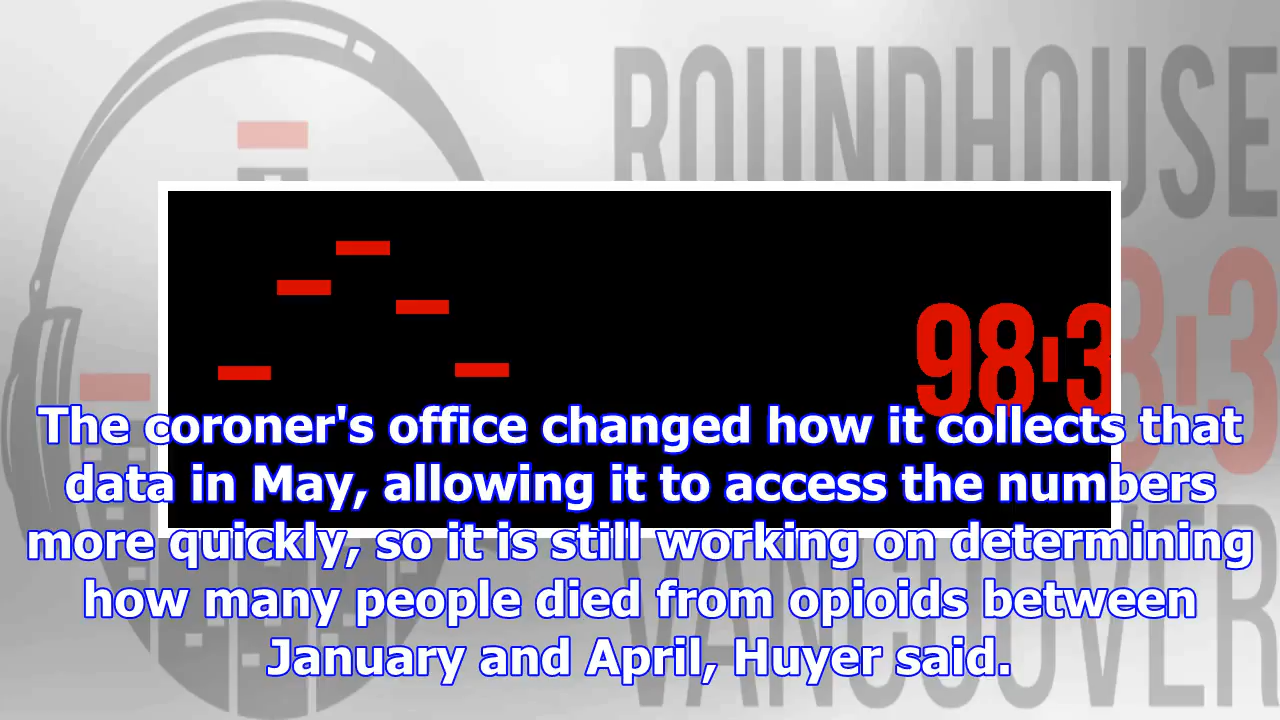 ROUNDHOUSE
98.3
The coroner's office changed how it collects that
data in May, allowing it to access the numbers
more quickly, so it is still working on determining
how many people died from opioids between
January and April, Huyer said.
VANCOUVER